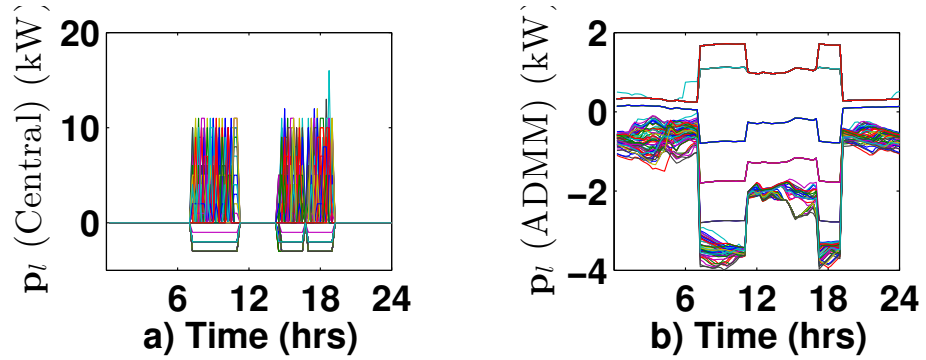 p_l (Central) (kW)
20
10
0
6 12 18 24
a) Time (hrs)
p_l (ADMM) (kW)
2
0
−2
−4
6 12 18 24
b) Time (hrs)